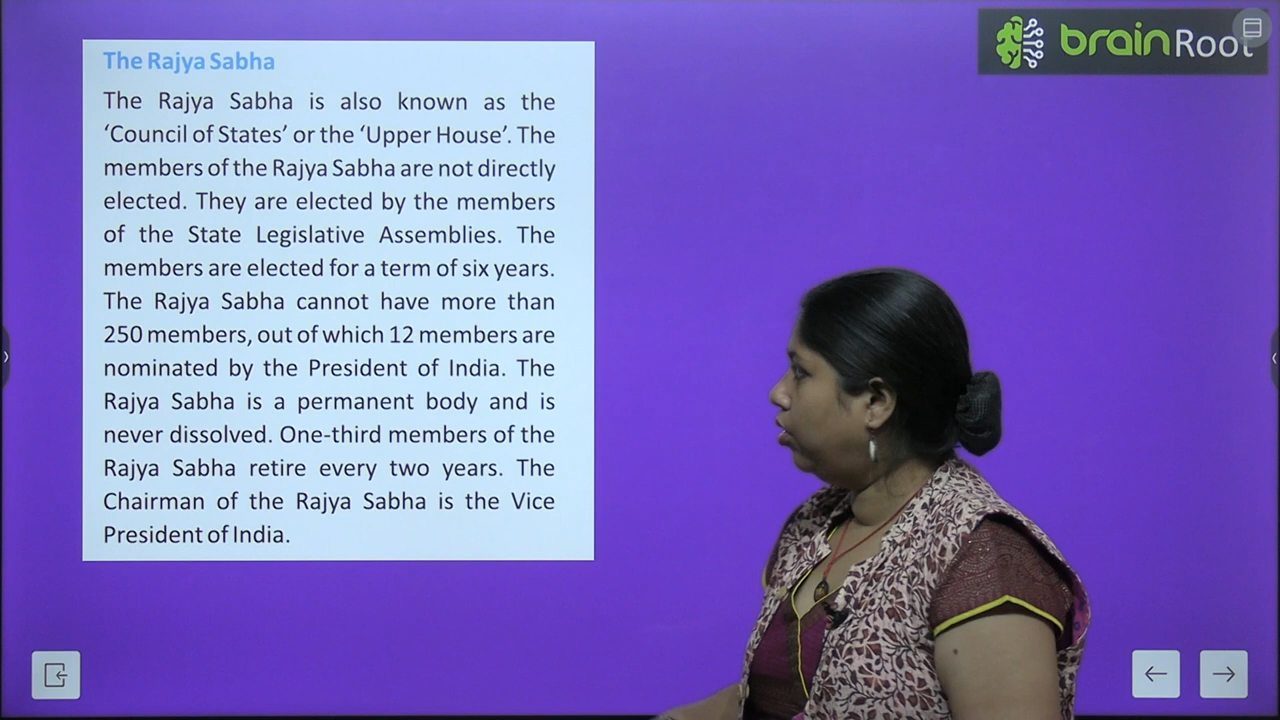 The Rajya Sabha
The Rajya Sabha is also known as the
‘Council of States’ or the ‘Upper House’. The
members of the Rajya Sabha are not directly
elected. They are elected by the members
of the State Legislative Assemblies. The
members are elected for a term of six years.
The Rajya Sabha cannot have more than
250 members, out of which 12 members are
nominated by the President of India. The
Rajya Sabha is a permanent body and is
never dissolved. One-third members of the
Rajya Sabha retire every two years. The
Chairman of the Rajya Sabha is the Vice
President of India.
brainRoot